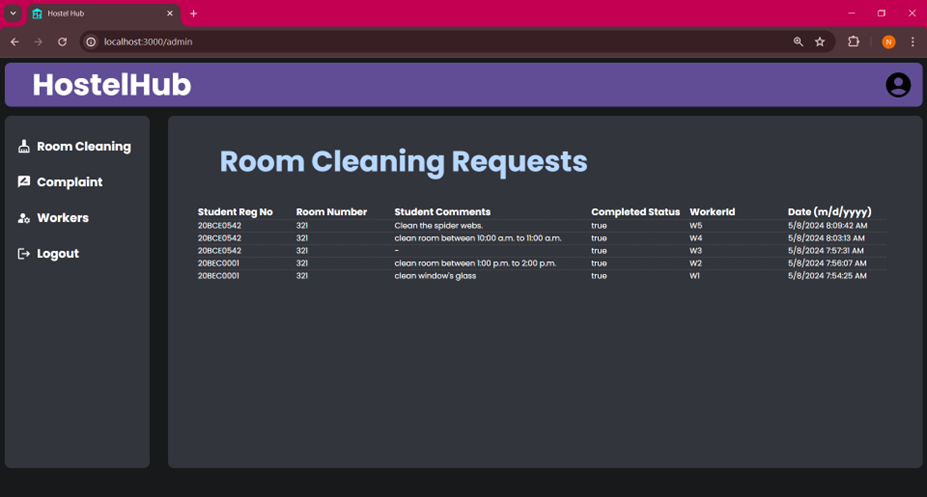 Hostel Hub
localhost:3000/admin
N
HostelHub
Room Cleaning
Complaint
Workers
Logout
Room Cleaning Requests
Student Reg No Room Number Student Comments Completed Status WorkerId Date (m/d/yyyy)
20BCE0542 321 Clean the spider webs. true W5 5/8/2024 8:09:42 AM
20BCE0542 321 clean room between 10:00 a.m. to 11:00 a.m. true W4 5/8/2024 8:03:13 AM
20BCE0542 321 - true W3 5/8/2024 7:57:31 AM
20BEC0001 321 clean room between 1:00 p.m. to 2:00 p.m. true W2 5/8/2024 7:56:07 AM
20BEC0001 321 clean window's glass true W1 5/8/2024 7:54:25 AM